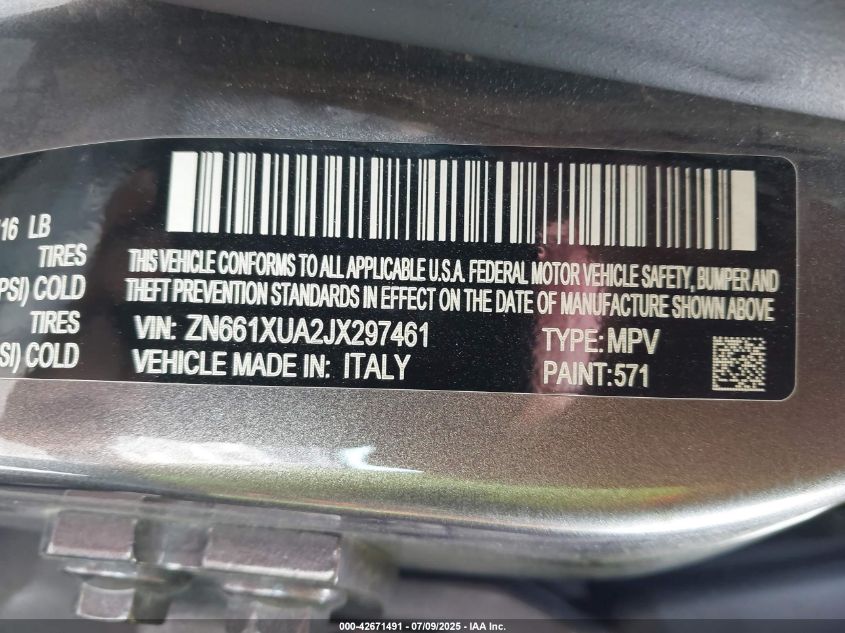 16 LB
TIRES
PSI) COLD
TIRES
SI) COLD
THIS VEHICLE CONFORMS TO ALL APPLICABLE U.S.A. FEDERAL MOTOR VEHICLE SAFETY, BUMPER AND
THEFT PREVENTION STANDARDS IN EFFECT ON THE DATE OF MANUFACTURE SHOWN ABOVE
VIN: ZN661XUA2JX297461 TYPE: MPV
VEHICLE MADE IN: ITALY PAINT:571
000-42671491 - 07/09/2025 - IAA Inc.